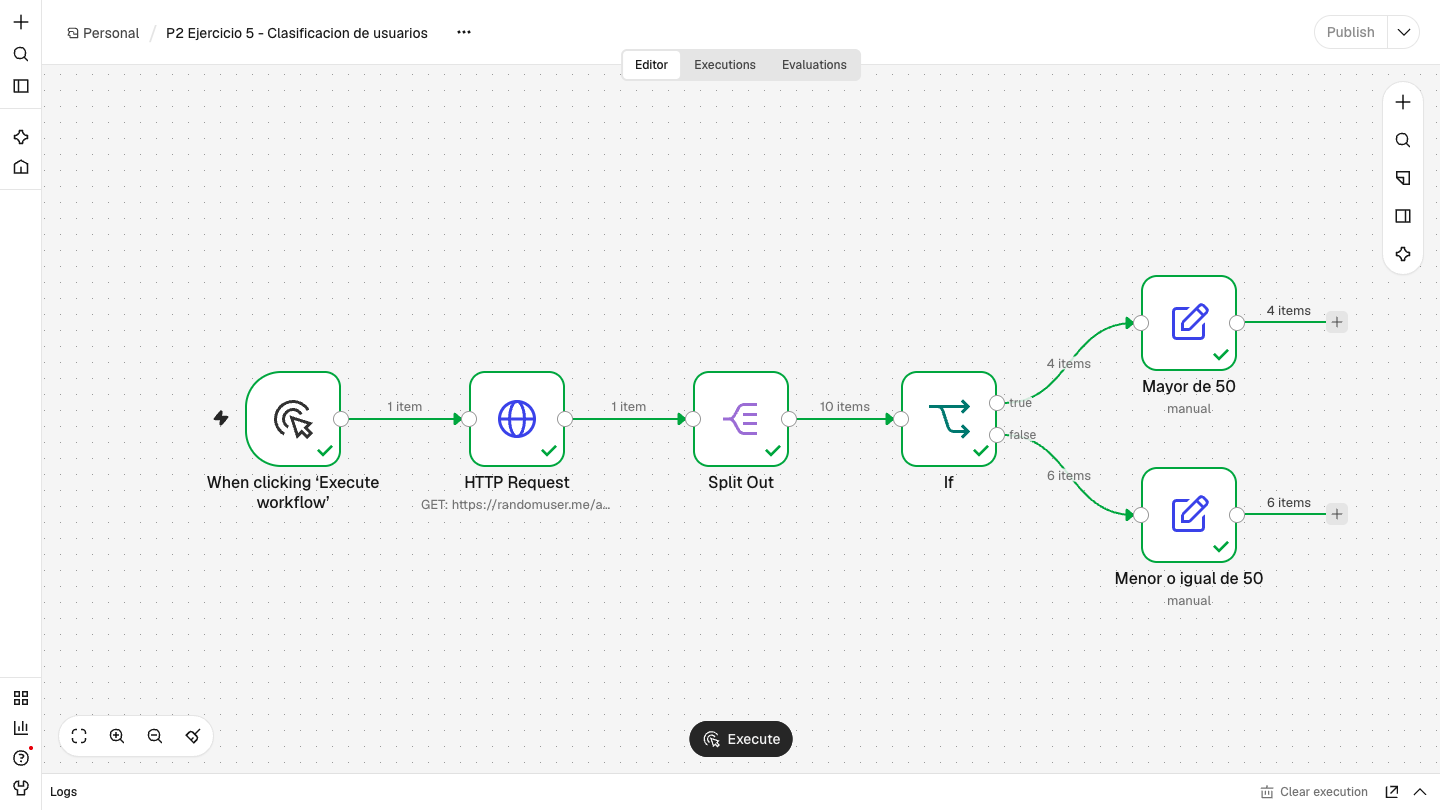 Personal / P2 Ejercicio 5 - Clasificacion de usuarios ...
Publish
Editor Executions Evaluations
4 items
4 items
Mayor de 50
manual
1 item
1 item
10 items
true
false
6 items
When clicking ‘Execute
workflow’
HTTP Request
GET: https://randomuser.me/a...
Split Out
If
6 items
Menor o igual de 50
manual
Execute
Logs
Clear execution